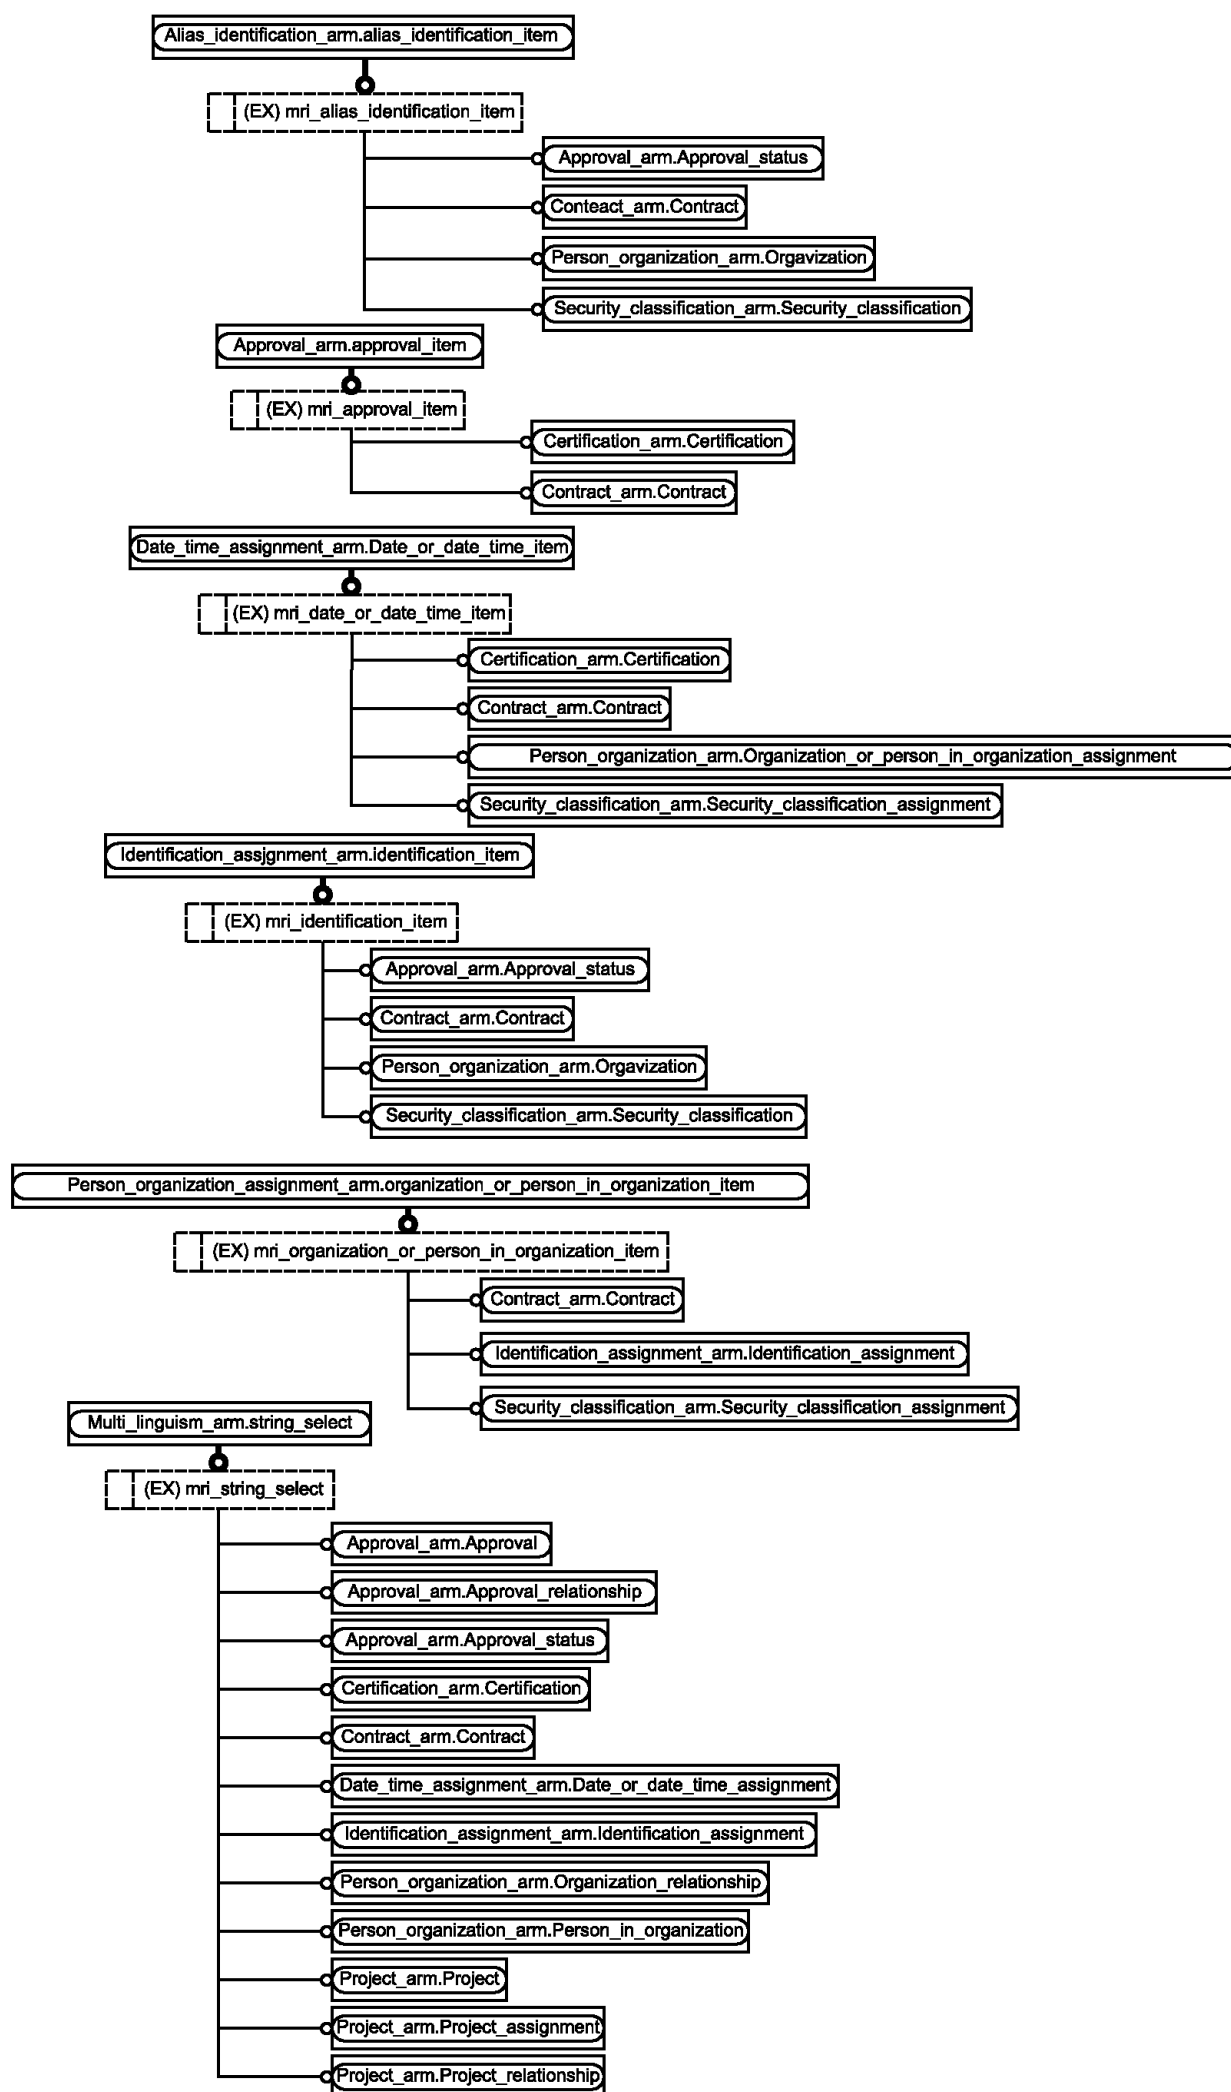 Alias_identification_arm.alias_identification_item
(EX) mri_alias_identification_item
Approval_arm.Approval_status
Conteact_arm.Contract
Person_organization_arm.Orgavization
Security_classification_arm.Security_classification
Approval_arm.approval_item
(EX) mri_approval_item
Certification_arm.Certification
Contract_arm.Contract
Date_time_assignment_arm.Date_or_date_time_item
(EX) mri_date_or_date_time_item
Certification_arm.Certification
Contract_arm.Contract
Person_organization_arm.Organization_or_person_in_organization_assignment
Security_classification_arm.Security_classification_assignment
Identification_assjgnment_arm.identification_item
(EX) mri_identification_item
Approval_arm.Approval_status
Contract_arm.Contract
Person_organization_arm.Orgavization
Security_classification_arm.Security_classification
Person_organization_assignment_arm.organization_or_person_in_organization_item
(EX) mri_organization_or_person_in_organization_item
Contract_arm.Contract
Identification_assignment_arm.Identification_assignment
Security_classification_arm.Security_classification_assignment
Multi_linguism_arm.string_select
(EX) mri_string_select
Approval_arm.Approval
Approval_arm.Approval_relationship
Approval_arm.Approval_status
Certification_arm.Certification
Contract_arm.Contract
Date_time_assignment_arm.Date_or_date_time_assignment
Identification_assignment_arm.Identification_assignment
Person_organization_arm.Organization_relationship
Person_organization_arm.Person_in_organization
Project_arm.Project
Project_arm.Project_assignment
Project_arm.Project_relationship